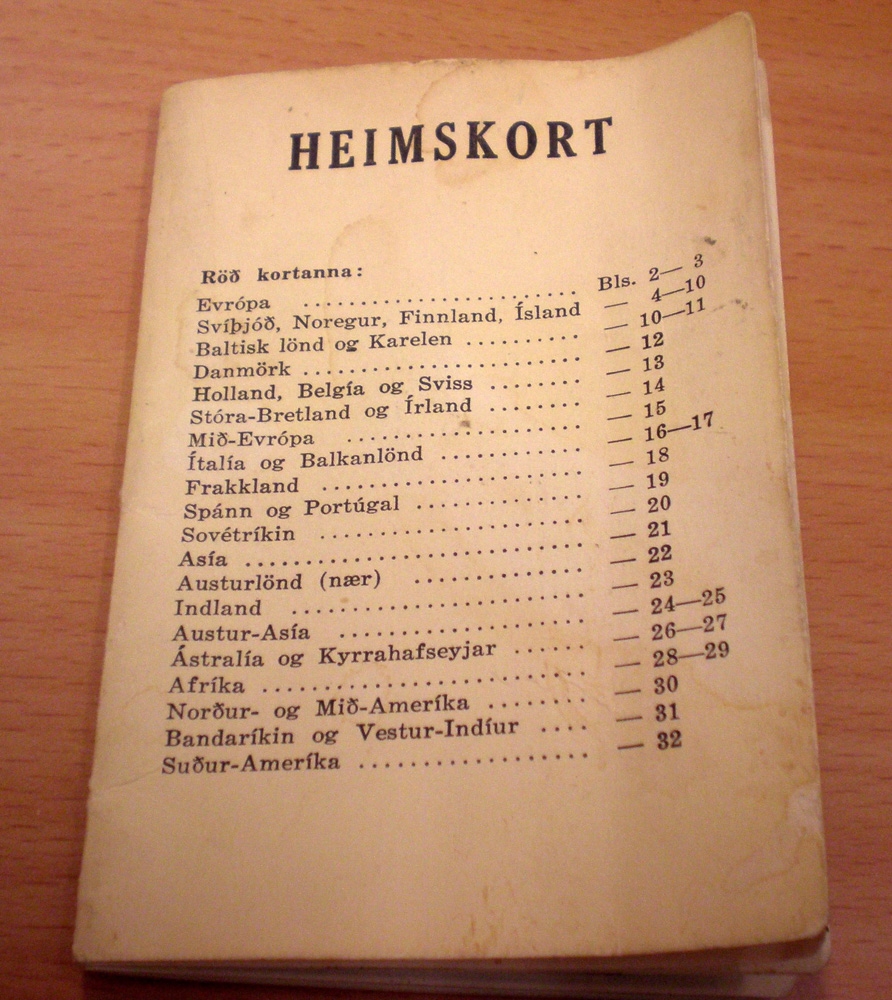 HEIMSKORT
Röð kortanna:
Evrópa ........................ Bls. 2— 3
Svíþjóð, Noregur, Finnland, Ísland — 4—10
Baltisk lönd og Karelen .......... — 10—11
Danmörk ........................ — 12
Holland, Belgía og Sviss ........ — 13
Stóra-Bretland og Írland ........ — 14
Mið-Evrópa .................... — 15
Ítalía og Balkanlönd ............ — 16—17
Frakkland ...................... — 18
Spánn og Portúgal .............. — 19
Sovétríkin ...................... — 20
Asía ............................ — 21
Austurlönd (nær) .............. — 22
Indland ........................ — 23
Austur-Asía .................... — 24—25
Ástralía og Kyrrahafseyjar ...... — 26—27
Afríka .......................... — 28—29
Norður- og Mið-Ameríka ........ — 30
Bandaríkin og Vestur-Indíur .... — 31
Suður-Ameríka .................. — 32